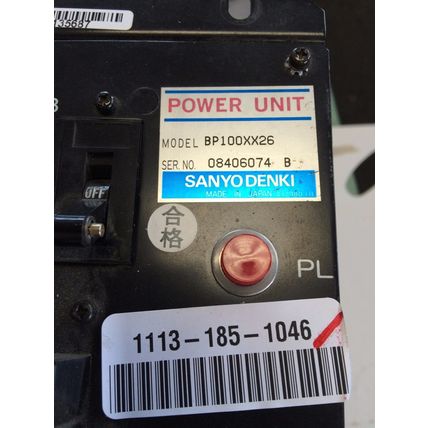 35687
POWER UNIT
MODEL BP100XX26
SER.NO. 08406074 B
SANYO DENKI
MADE IN JAPAN
OFF
合格
PL
1113-185-1046